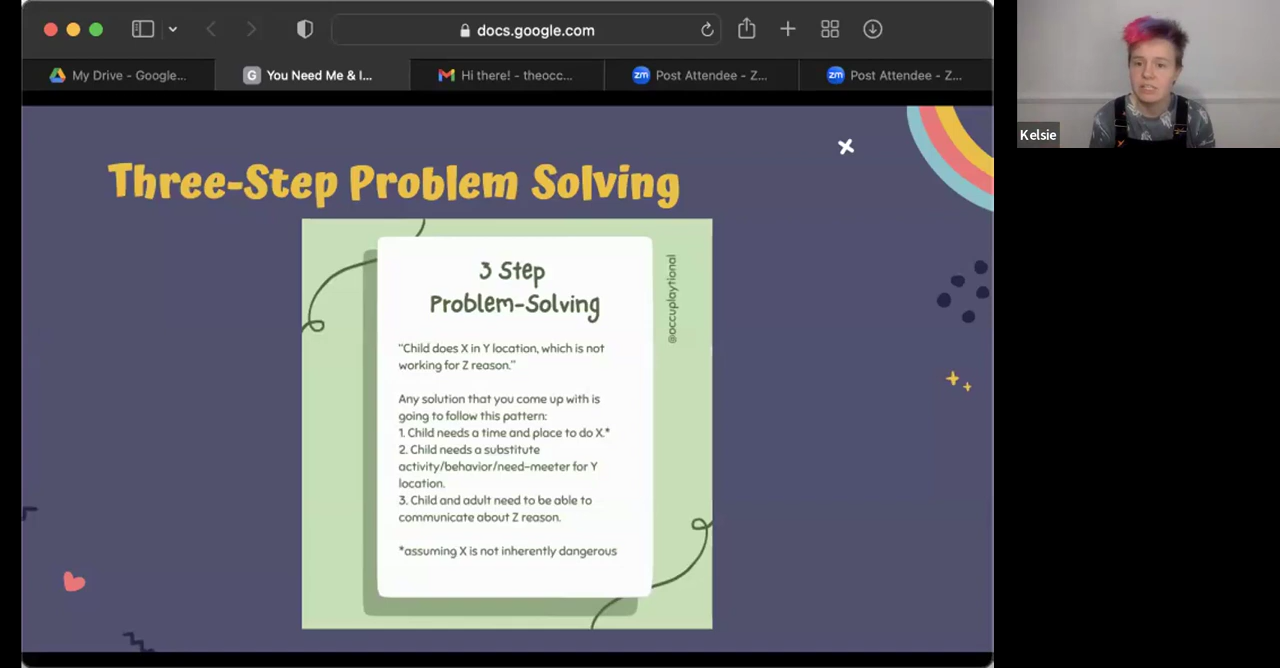 docs.google.com
My Drive - Google...
G You Need Me & I...
Hi there! - theocc...
zm Post Attendee - Z...
zm Post Attendee - Z...
Kelsie
Three-Step Problem Solving
3 Step
Problem-Solving
@occuplaytional
"Child does X in Y location, which is not
working for Z reason."
Any solution that you come up with is
going to follow this pattern:
1. Child needs a time and place to do X.*
2. Child needs a substitute
activity/behavior/need-meeter for Y
location.
3. Child and adult need to be able to
communicate about Z reason.
*assuming X is not inherently dangerous